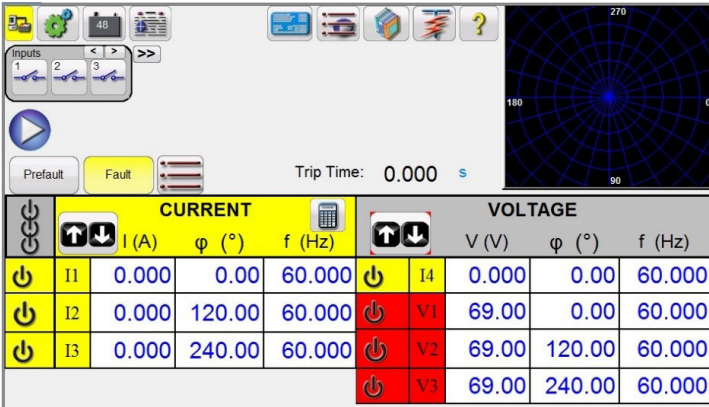 48
?
270
Inputs
< > >>
1 2 3
180 0
Prefault Fault Trip Time: 0.000 s
90
CURRENT VOLTAGE
I (A) φ (°) f (Hz) V (V) φ (°) f (Hz)
I1 0.000 0.00 60.000 I4 0.000 0.00 60.000
I2 0.000 120.00 60.000 V1 69.00 0.00 60.000
I3 0.000 240.00 60.000 V2 69.00 120.00 60.000
V3 69.00 240.00 60.000